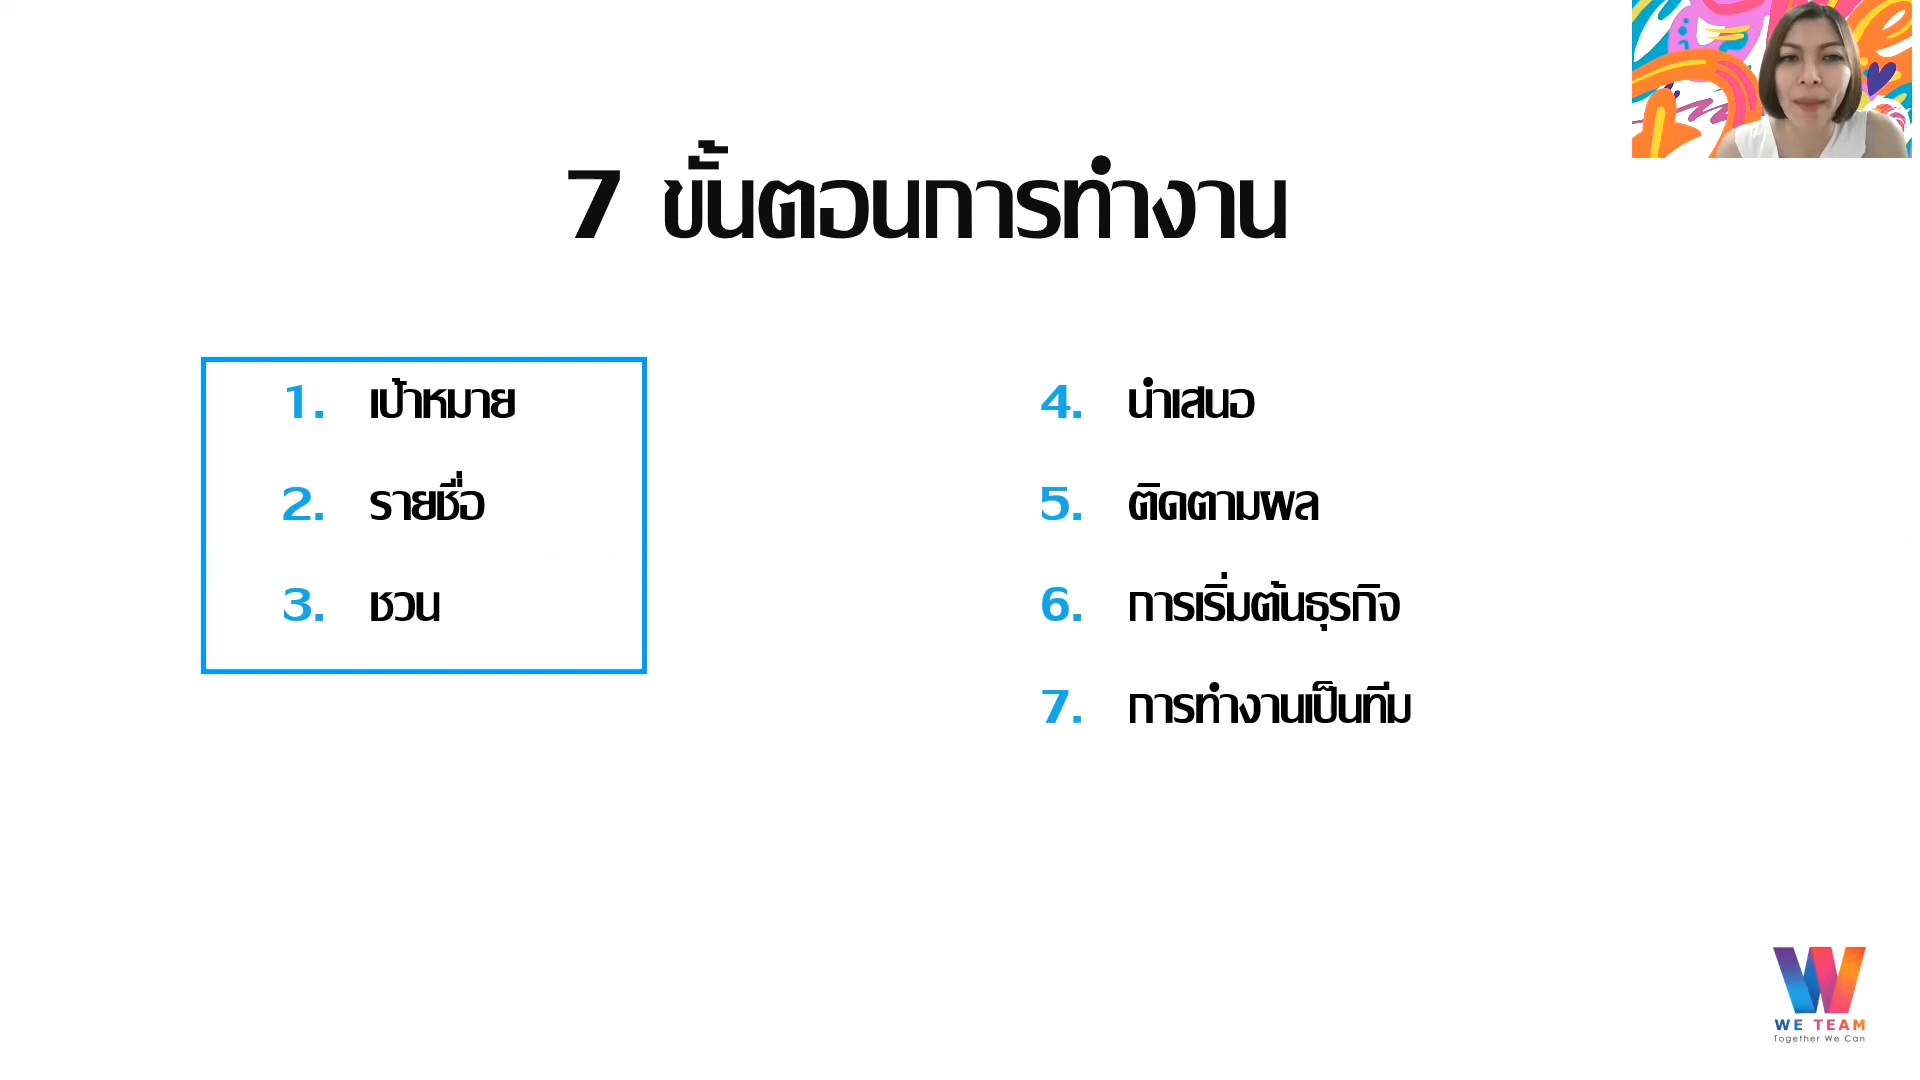 7 ขั้นตอนการทำงาน
1. เป้าหมาย
2. รายชื่อ
3. ชวน
4. นำเสนอ
5. ติดตามผล
6. การเริ่มต้นธุรกิจ
7. การทำงานเป็นทีม
WE TEAM
Together We Can